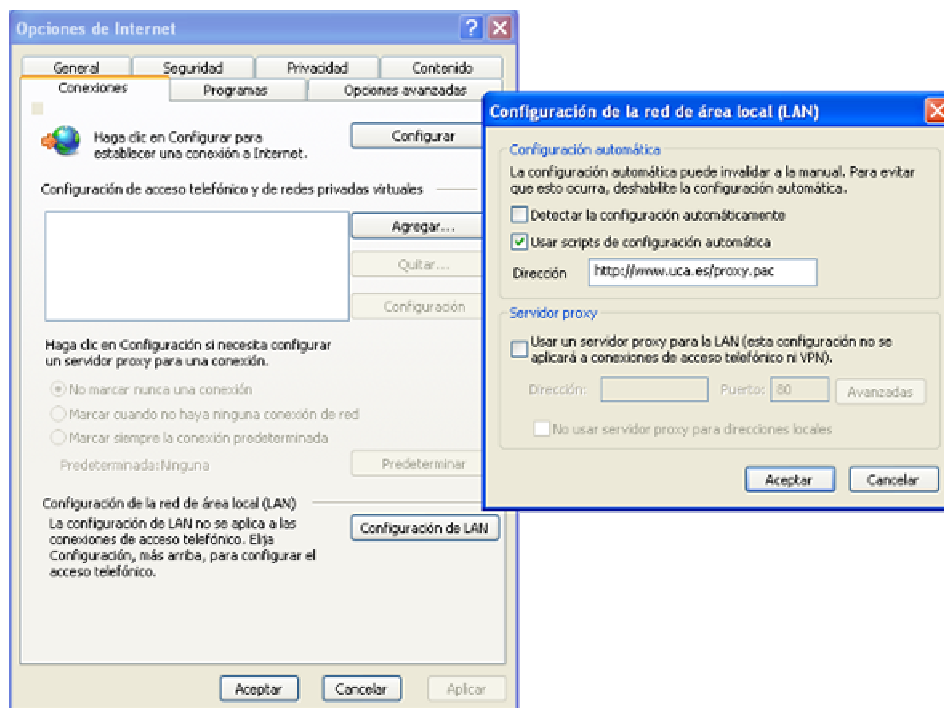 Opciones de Internet
General Seguridad Privacidad Contenido
Conexiones Programas Opciones avanzadas
Haga clic en Configurar para
establecer una conexión a Internet.
Configurar
Configuración de acceso telefónico y de redes privadas virtuales
Agregar...
Quitar...
Configuración
Haga clic en Configuración si necesita configurar
un servidor proxy para una conexión.
No marcar nunca una conexión
Marcar cuando no haya ninguna conexión de red
Marcar siempre la conexión predeterminada
Predeterminada:Ninguna
Predeterminar
Configuración de la red de área local (LAN)
La configuración de LAN no se aplica a las
conexiones de acceso telefónico. Elija
Configuración, más arriba, para configurar el
acceso telefónico.
Configuración de LAN
Aceptar Cancelar Aplicar
Configuración de la red de área local (LAN)
Configuración automática
La configuración automática puede invalidar a la manual. Para evitar
que esto ocurra, deshabilite la configuración automática.
Detectar la configuración automáticamente
Usar scripts de configuración automática
Dirección http://www.uca.es/proxy.pac
Servidor proxy
Usar un servidor proxy para la LAN (esta configuración no se
aplicará a conexiones de acceso telefónico ni VPN).
Dirección: Puerto: 80 Avanzadas
No usar servidor proxy para direcciones locales
Aceptar Cancelar